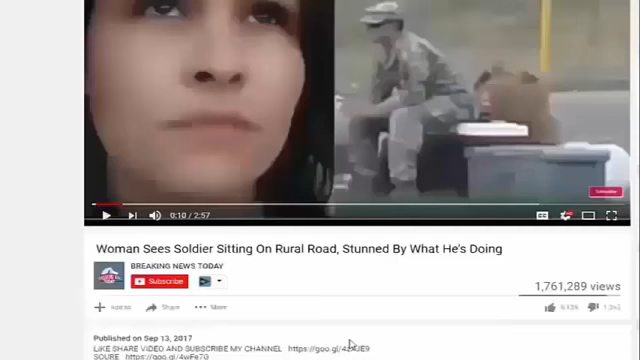 Subscribe
0:10 / 2:57
Woman Sees Soldier Sitting On Rural Road, Stunned By What He's Doing
BREAKING NEWS TODAY
Subscribe
1,761,289 views
Add to Share More
Published on Sep 13, 2017
LIKE SHARE VIDEO AND SUBSCRIBE MY CHANNEL
SOURE